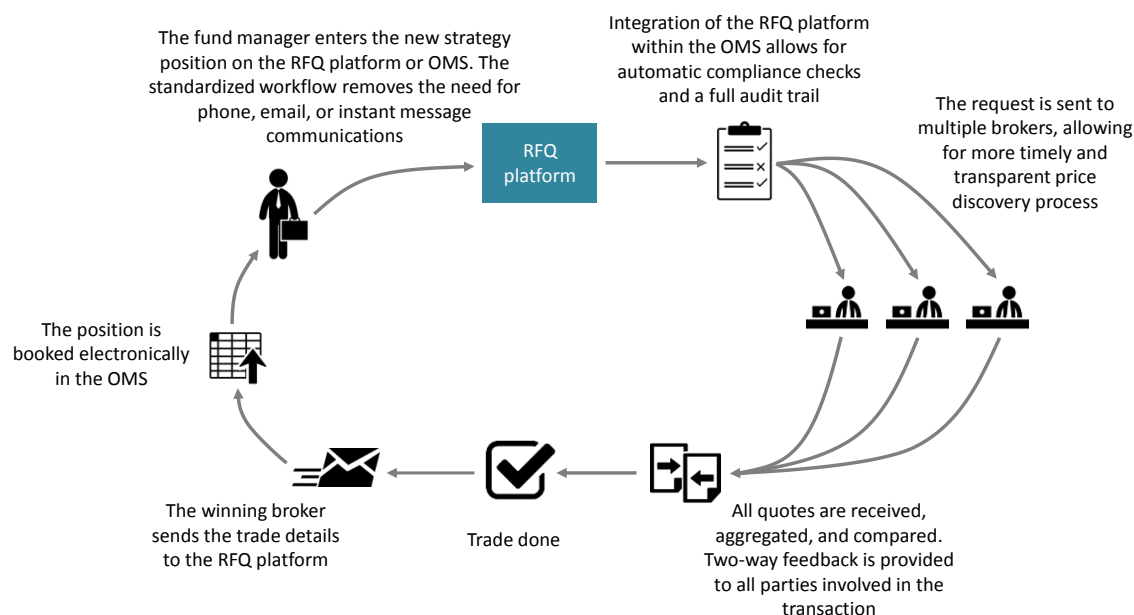 The fund manager enters the new strategy
position on the RFQ platform or OMS. The
standardized workflow removes the need for
phone, email, or instant message
communications
RFQ
platform
Integration of the RFQ platform
within the OMS allows for
automatic compliance checks
and a full audit trail
The request is sent to
multiple brokers, allowing
for more timely and
transparent price
discovery process
All quotes are received,
aggregated, and compared.
Two-way feedback is provided
to all parties involved in the
transaction
Trade done
The winning broker
sends the trade details
to the RFQ platform
The position is
booked electronically
in the OMS